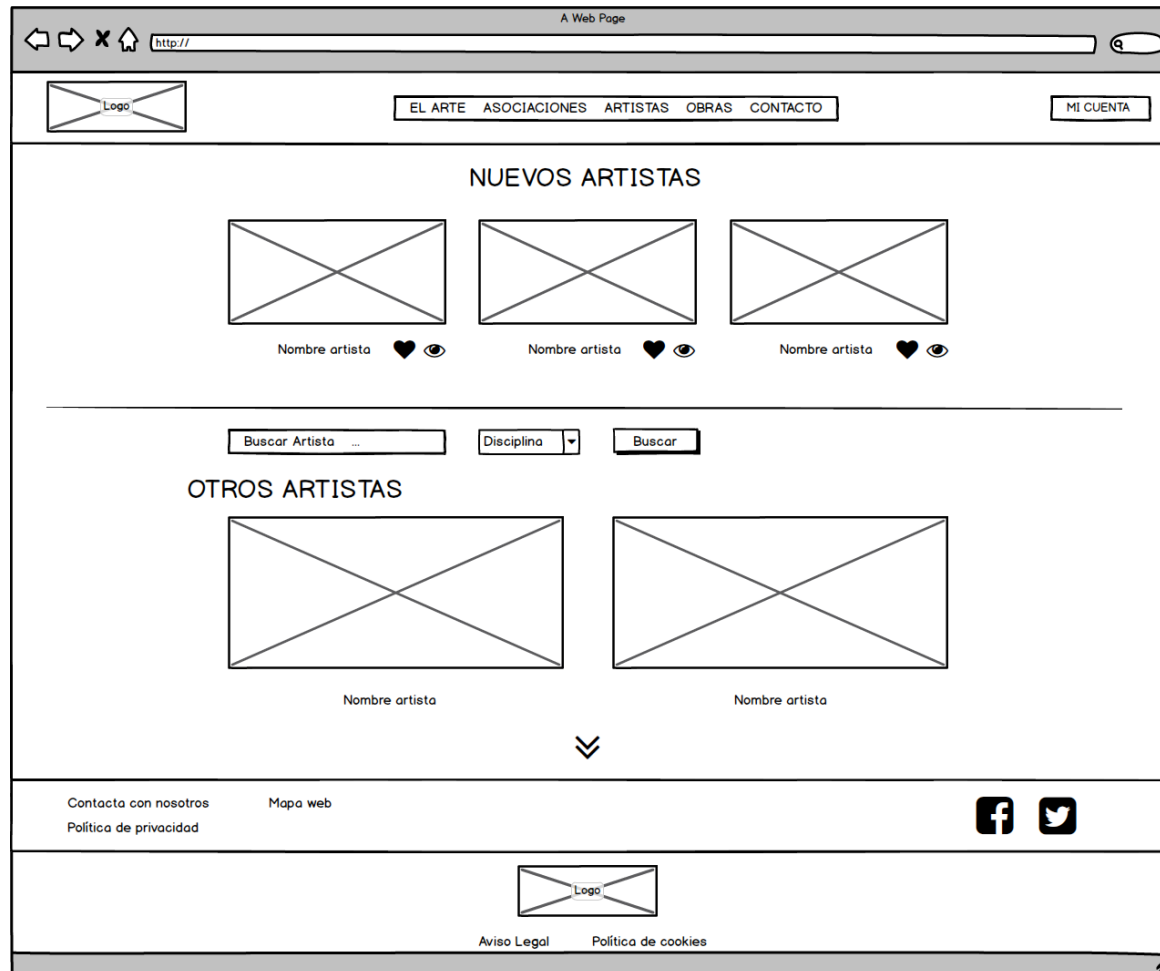 A Web Page
http://
Logo
EL ARTE ASOCIACIONES ARTISTAS OBRAS CONTACTO
MI CUENTA
NUEVOS ARTISTAS
Nombre artista
Nombre artista
Nombre artista
Buscar Artista ...
Disciplina
Buscar
OTROS ARTISTAS
Nombre artista
Nombre artista
Contacta con nosotros
Mapa web
Política de privacidad
Logo
Aviso Legal
Política de cookies